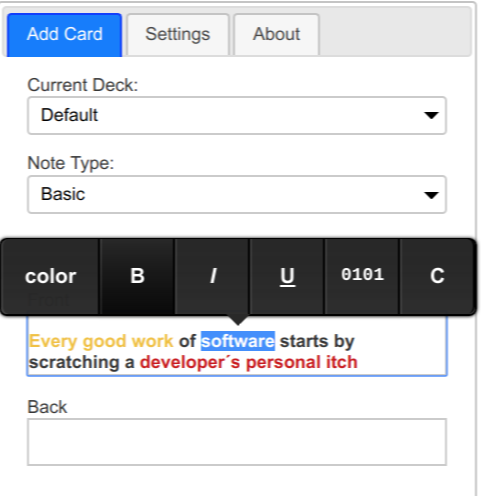 Add Card Settings About
Current Deck:
Default
Note Type:
Basic
color B I U 0101 C
Every good work of software starts by
scratching a developer´s personal itch
Back